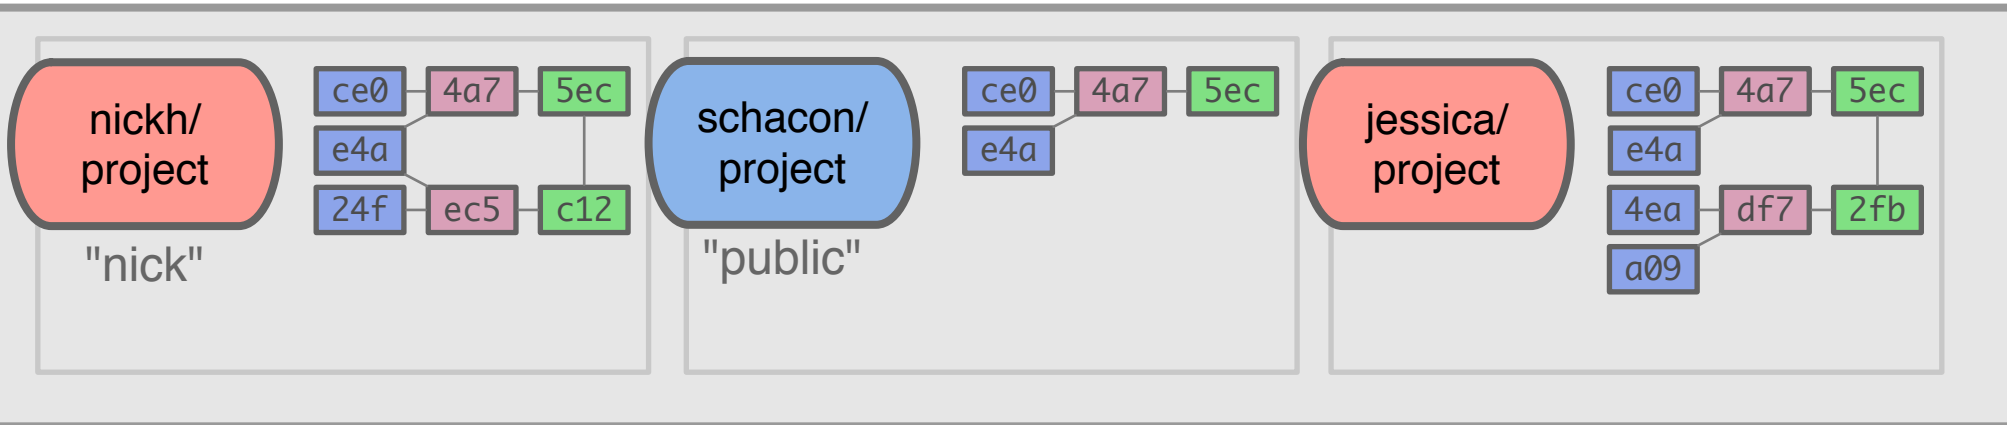 nickh/
project
"nick"
ce0 4a7 5ec
e4a
24f ec5 c12
schacon/
project
"public"
ce0 4a7 5ec
e4a
jessica/
project
ce0 4a7 5ec
e4a
4ea df7 2fb
a09